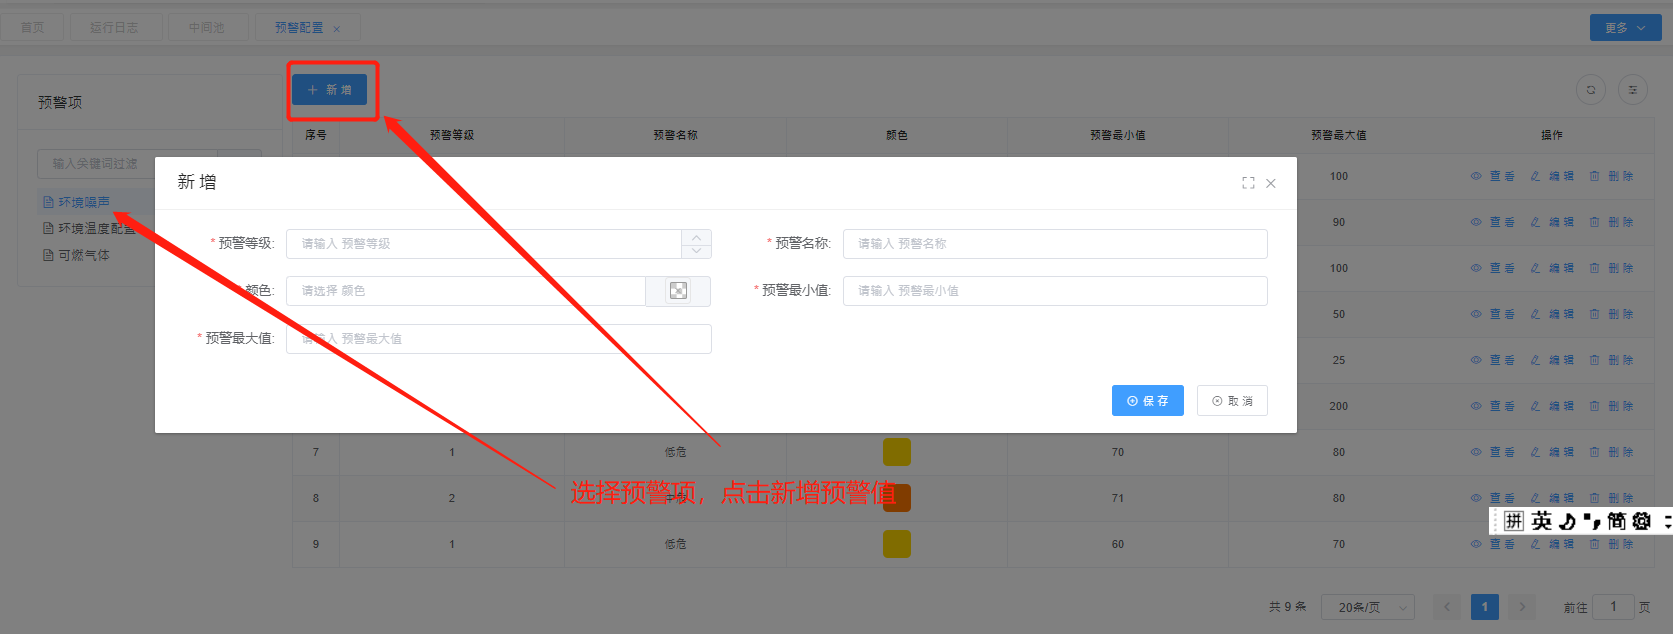 首页 运行日志 中间池 预警配置 × 更多
预警项
+ 新 增
序号 预警等级 预警名称 颜色 预警最小值 预警最大值 操作
输入关键词过滤
环境噪声
环境温度配置
可燃气体
新 增
* 预警等级: 请输入 预警等级
* 预警名称: 请输入 预警名称
颜色: 请选择 颜色
* 预警最小值: 请输入 预警最小值
* 预警最大值: 请输入 预警最大值
保 存 取 消
100 查 看 编 辑 删 除
90 查 看 编 辑 删 除
100 查 看 编 辑 删 除
50 查 看 编 辑 删 除
25 查 看 编 辑 删 除
200 查 看 编 辑 删 除
7 1 低危 70 80 查 看 编 辑 删 除
8 2 中危 71 80 查 看 编 辑 删 除
选择预警项，点击新增预警值
拼 英 简
9 1 低危 60 70 查 看 编 辑 删 除
共 9 条 20条/页 < 1 > 前往 1 页